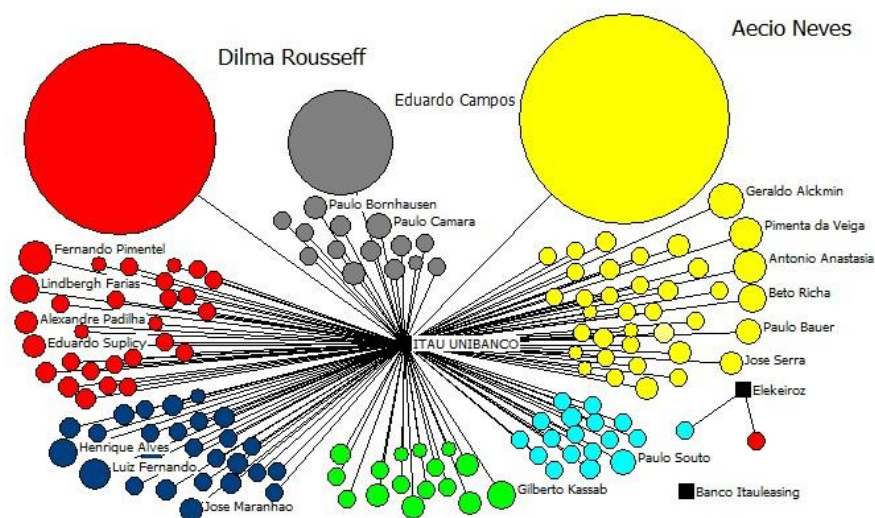 Aecio Neves
Dilma Rousseff
Eduardo Campos
Geraldo Alckmin
Paulo Bornhausen
Paulo Camara
Pimenta da Veiga
Fernando Pimentel
Antonio Anastasia
Lindbergh Farias
Beto Richa
Alexandre Padilha
Paulo Bauer
Eduardo Suplicy
ITAU UNIBANCO
Jose Serra
Elekeiroz
Henrique Alves
Paulo Souto
Luiz Fernando
Gilberto Kassab
Banco Itauleasing
Jose Maranhao